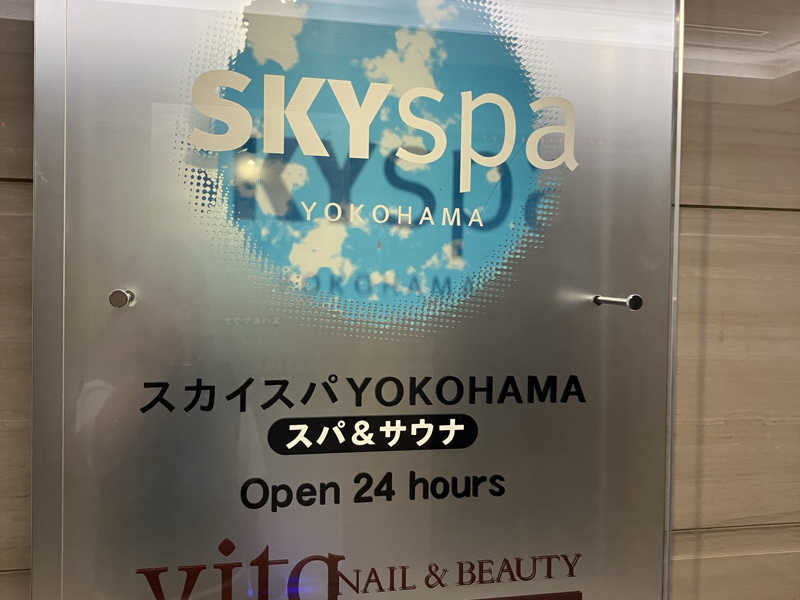 SKYspa
YOKOHAMA
スカイスパYOKOHAMA
スパ&サウナ
Open 24 hours
vita NAIL & BEAUTY